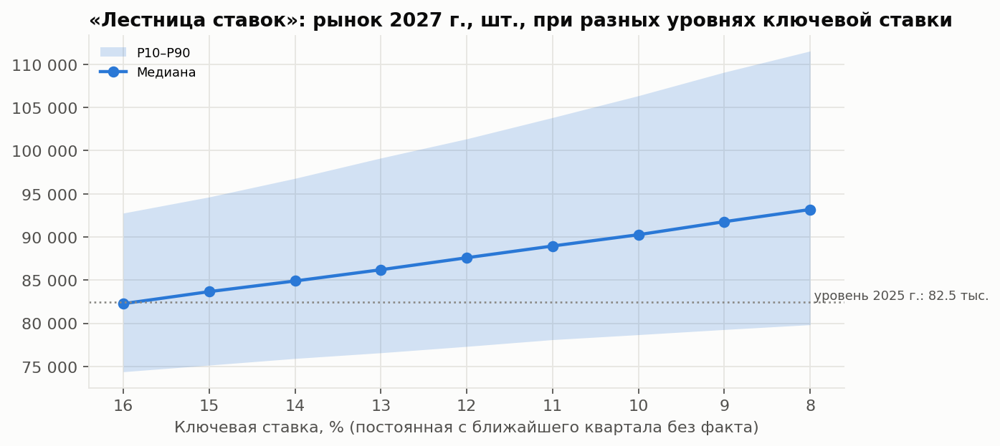 «Лестница ставок»: рынок 2027 г., шт., при разных уровнях ключевой ставки
P10–P90
Медиана
110 000
105 000
100 000
95 000
90 000
85 000
80 000
75 000
уровень 2025 г.: 82.5 тыс.
16 15 14 13 12 11 10 9 8
Ключевая ставка, % (постоянная с ближайшего квартала без факта)